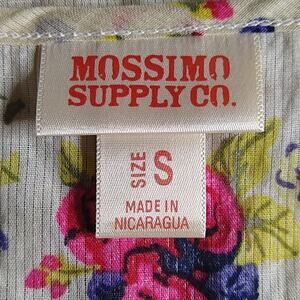 MOSSIMO
SUPPLY CO.
SIZE S
MADE IN
NICARAGUA